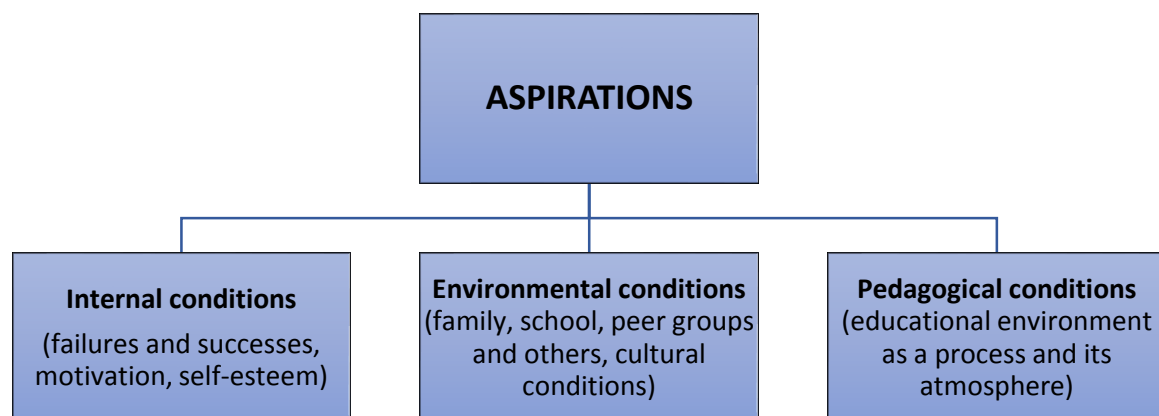 ASPIRATIONS
Internal conditions
(failures and successes,
motivation, self-esteem)
Environmental conditions
(family, school, peer groups
and others, cultural
conditions)
Pedagogical conditions
(educational environment
as a process and its
atmosphere)